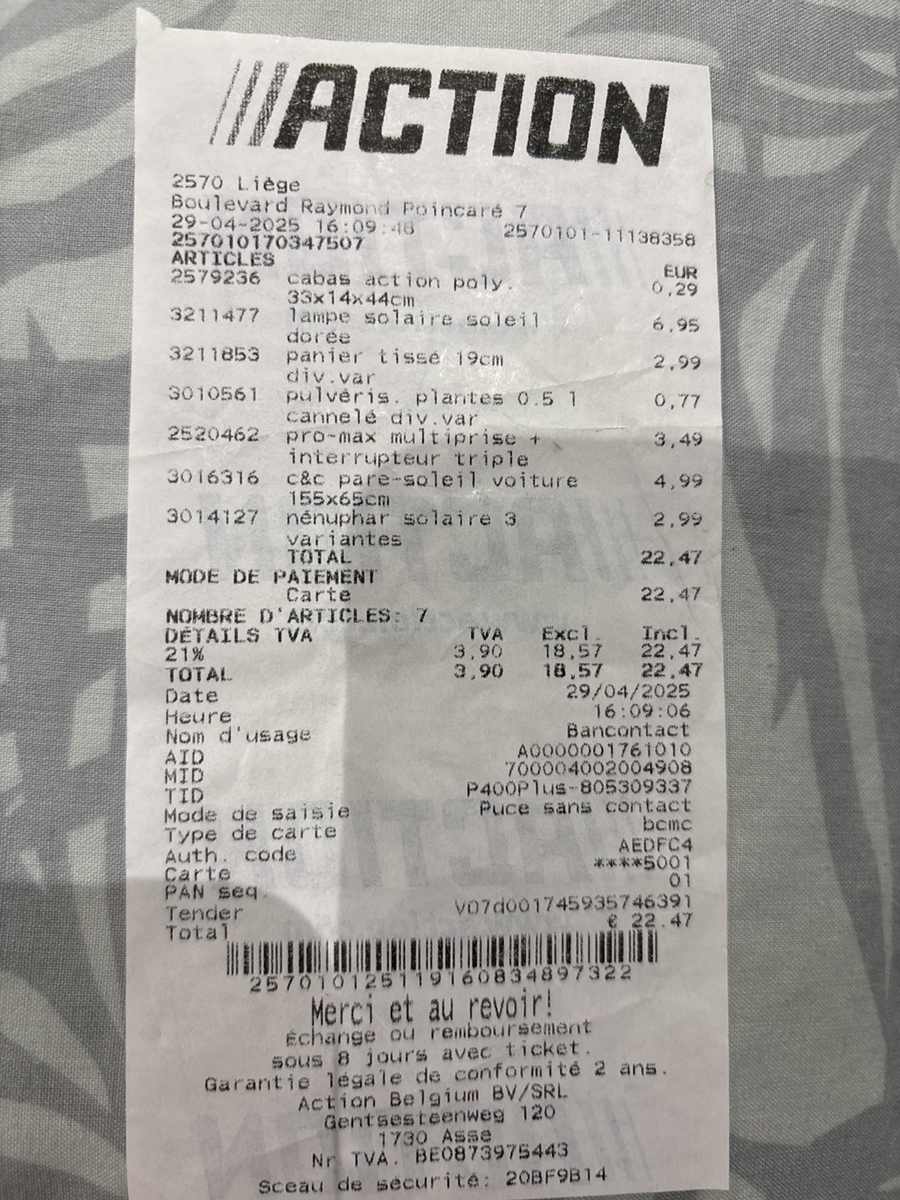 ACTION
2570 Liège
Boulevard Raymond Poincaré 7
29-04-2025 16:09:48 2570101-11138358
257010170347507
ARTICLES EUR
2579236 cabas action poly. 0,29
33x14x44cm
3211477 lampe solaire soleil 6,95
dorée
3211853 panier tissé 19cm 2,99
div.var
3010561 pulvéris. plantes 0.5 l 0,77
cannelé div.var
2520462 pro-max multiprise + 3,49
interrupteur triple
3016316 c&c pare-soleil voiture 4,99
155x65cm
3014127 nénuphar solaire 3 2,99
variantes
TOTAL 22,47
MODE DE PAIEMENT
Carte 22,47
NOMBRE D'ARTICLES: 7
DÉTAILS TVA TVA Excl. Incl.
21% 3,90 18,57 22,47
TOTAL 3,90 18,57 22,47
Date 29/04/2025
Heure 16:09:06
Nom d'usage Bancontact
AID A0000001761010
MID 700004002004908
TID P400Plus-805309337
Mode de saisie Puce sans contact
Type de carte bcmc
Auth. code AEDFC4
Carte ****5001
PAN seq. 01
Tender V07d001745935746391
Total € 22.47
257010125119160834897322
Merci et au revoir!
Échange ou remboursement
sous 8 jours avec ticket.
Garantie légale de conformité 2 ans.
Action Belgium BV/SRL
Gentsesteenweg 120
1730 Asse
Nr TVA. BE0873975443
Sceau de sécurité: 20BF9B14